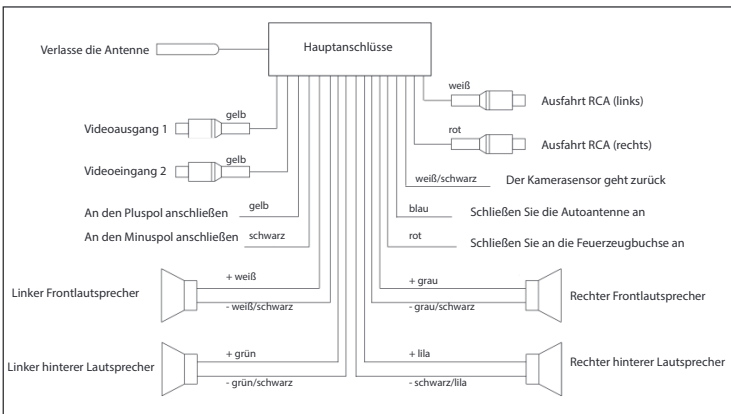 Hauptanschlüsse
Verlasse die Antenne
weiß
Ausfahrt RCA (links)
gelb
Videoausgang 1
rot
Ausfahrt RCA (rechts)
gelb
Videoeingang 2
weiß/schwarz
Der Kamerasensor geht zurück
An den Pluspol anschließen
gelb
blau
Schließen Sie die Autoantenne an
An den Minuspol anschließen
schwarz
rot
Schließen Sie an die Feuerzeugbuchse an
+ weiß
+ grau
Linker Frontlautsprecher
Rechter Frontlautsprecher
- weiß/schwarz
- grau/schwarz
+ grün
+ lila
Linker hinterer Lautsprecher
Rechter hinterer Lautsprecher
- grün/schwarz
- schwarz/lila